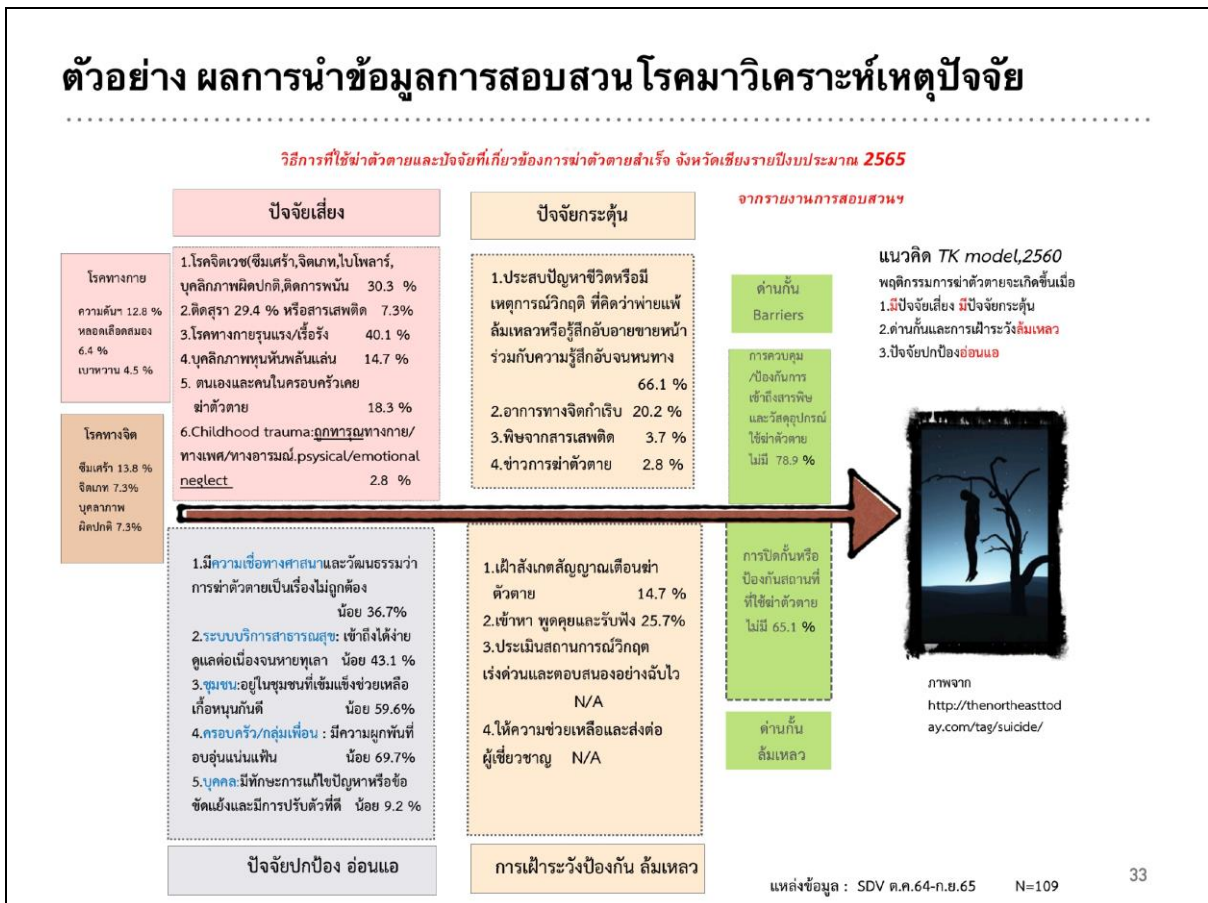 ตัวอย่าง ผลการนำข้อมูลการสอบสวนโรคมาวิเคราะห์เหตุปัจจัย
วิธีการที่ใช้ฆ่าตัวตายและปัจจัยที่เกี่ยวข้องการฆ่าตัวตายสำเร็จ จังหวัดเชียงรายปีงบประมาณ 2565
จากรายงานการสอบสวนฯ
โรคทางกาย
ความดันฯ 12.8 %
หลอดเลือดสมอง
6.4 %
เบาหวาน 4.5 %
โรคทางจิต
ซึมเศร้า 13.8 %
จิตเภท 7.3%
บุคลาภาพ
ผิดปกติ 7.3%
ปัจจัยเสี่ยง
1.โรคจิตเวช(ซึมเศร้า,จิตเภท,ไบโพลาร์,
บุคลิกภาพผิดปกติ,ติดการพนัน 30.3 %
2.ติดสุรา 29.4 % หรือสารเสพติด 7.3%
3.โรคทางกายรุนแรง/เรื้อรัง 40.1 %
4.บุคลิกภาพหุนหันพลันแล่น 14.7 %
5. ตนเองและคนในครอบครัวเคย
ฆ่าตัวตาย 18.3 %
6.Childhood trauma:ถูกทารุณทางกาย/
ทางเพศ/ทางอารมณ์.psysical/emotional
neglect 2.8 %
ปัจจัยกระตุ้น
1.ประสบปัญหาชีวิตหรือมี
เหตุการณ์วิกฤติ ที่คิดว่าพ่ายแพ้
ล้มเหลวหรือรู้สึกอับอายขายหน้า
ร่วมกับความรู้สึกอับจนหนทาง
66.1 %
2.อาการทางจิตกำเริบ 20.2 %
3.พิษจากสารเสพติด 3.7 %
4.ข่าวการฆ่าตัวตาย 2.8 %
ด่านกั้น
Barriers
การควบคุม
/ป้องกันการ
เข้าถึงสารพิษ
และวัสดุอุปกรณ์
ใช้ฆ่าตัวตาย
ไม่มี 78.9 %
แนวคิด TK model,2560
พฤติกรรมการฆ่าตัวตายจะเกิดขึ้นเมื่อ
1.มีปัจจัยเสี่ยง มีปัจจัยกระตุ้น
2.ด่านกั้นและการเฝ้าระวังล้มเหลว
3.ปัจจัยปกป้องอ่อนแอ
1.มีความเชื่อทางศาสนาและวัฒนธรรมว่า
การฆ่าตัวตายเป็นเรื่องไม่ถูกต้อง
น้อย 36.7%
2.ระบบบริการสาธารณสุข: เข้าถึงได้ง่าย
ดูแลต่อเนื่องจนหายทุเลา น้อย 43.1 %
3.ชุมชน:อยู่ในชุมชนที่เข้มแข็งช่วยเหลือ
เกื้อหนุนกันดี น้อย 59.6%
4.ครอบครัว/กลุ่มเพื่อน : มีความผูกพันที่
อบอุ่นแน่นแฟ้น น้อย 69.7%
5.บุคคล:มีทักษะการแก้ไขปัญหาหรือข้อ
ขัดแย้งและมีการปรับตัวที่ดี น้อย 9.2 %
ปัจจัยปกป้อง อ่อนแอ
1.เฝ้าสังเกตสัญญาณเตือนฆ่า
ตัวตาย 14.7 %
2.เข้าหา พูดคุยและรับฟัง 25.7%
3.ประเมินสถานการณ์วิกฤต
เร่งด่วนและตอบสนองอย่างฉับไว
N/A
4.ให้ความช่วยเหลือและส่งต่อ
ผู้เชี่ยวชาญ N/A
การเฝ้าระวังป้องกัน ล้มเหลว
การปิดกั้นหรือ
ป้องกันสถานที่
ที่ใช้ฆ่าตัวตาย
ไม่มี 65.1 %
ด่านกั้น
ล้มเหลว
ภาพจาก
http://thenortheasttod
ay.com/tag/suicide/
แหล่งข้อมูล : SDV ต.ค.64-ก.ย.65 N=109
33